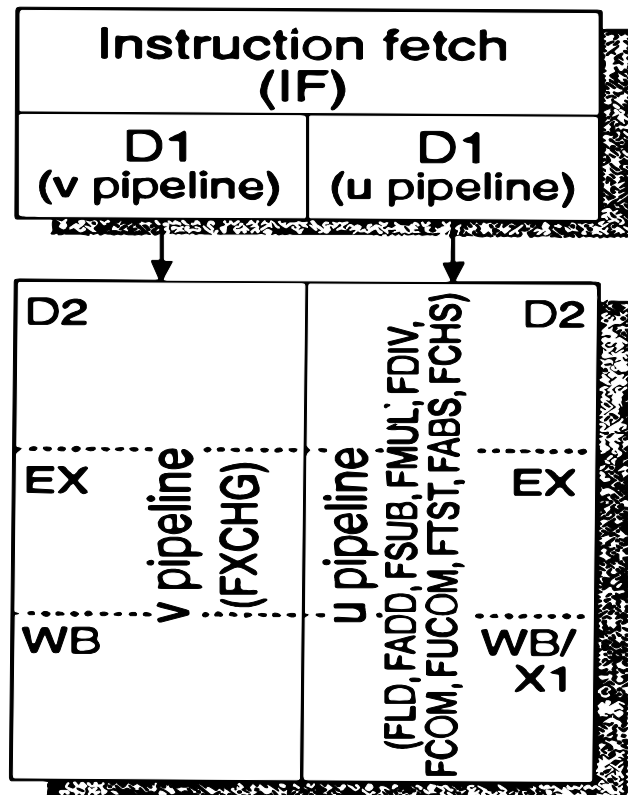 Instruction fetch
(IF)
D1
(v pipeline)
D1
(u pipeline)
D2
EX
WB
v pipeline
(FXCHG)
u pipeline
(FLD, FADD, FSUB, FMUL, FDIV,
FCOM, FUCOM, FTST, FABS, FCHS)
D2
EX
WB/
X1